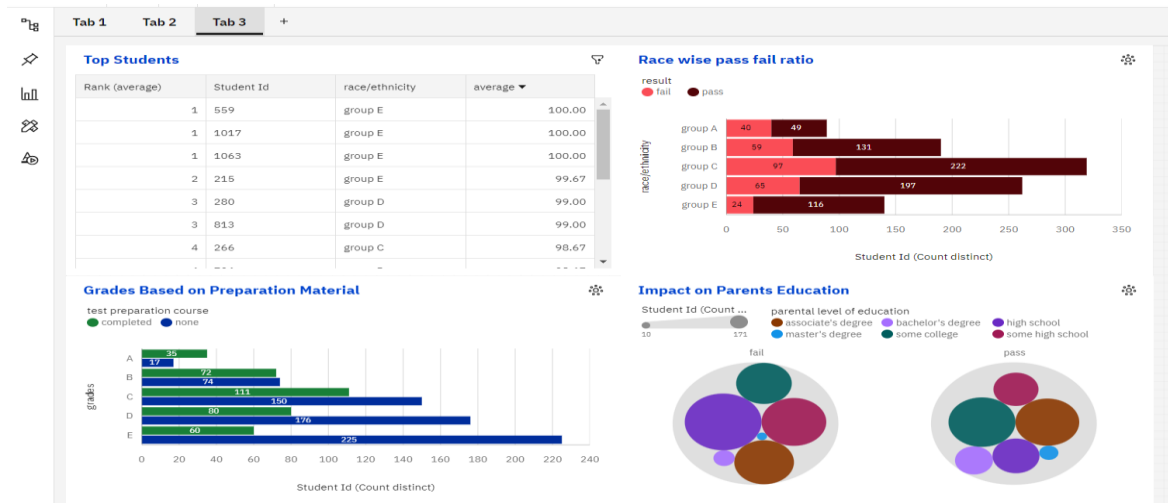 Tab 1 Tab 2 Tab 3 +
Top Students
Rank (average) Student Id race/ethnicity average ▼
1 559 group E 100.00
1 1017 group E 100.00
1 1063 group E 100.00
2 215 group E 99.67
3 280 group D 99.00
3 813 group D 99.00
4 266 group C 98.67
Race wise pass fail ratio
result
fail pass
race/ethnicity
group A 40 49
group B 59 131
group C 97 222
group D 65 197
group E 24 116
0 50 100 150 200 250 300 350
Student Id (Count distinct)
Grades Based on Preparation Material
test preparation course
completed none
grades
A 35
17
B 72
74
C 111
150
D 80
176
E 60
225
0 20 40 60 80 100 120 140 160 180 200 220 240
Student Id (Count distinct)
Impact on Parents Education
Student Id (Count ...
10 171
parental level of education
associate's degree bachelor's degree high school
master's degree some college some high school
fail pass